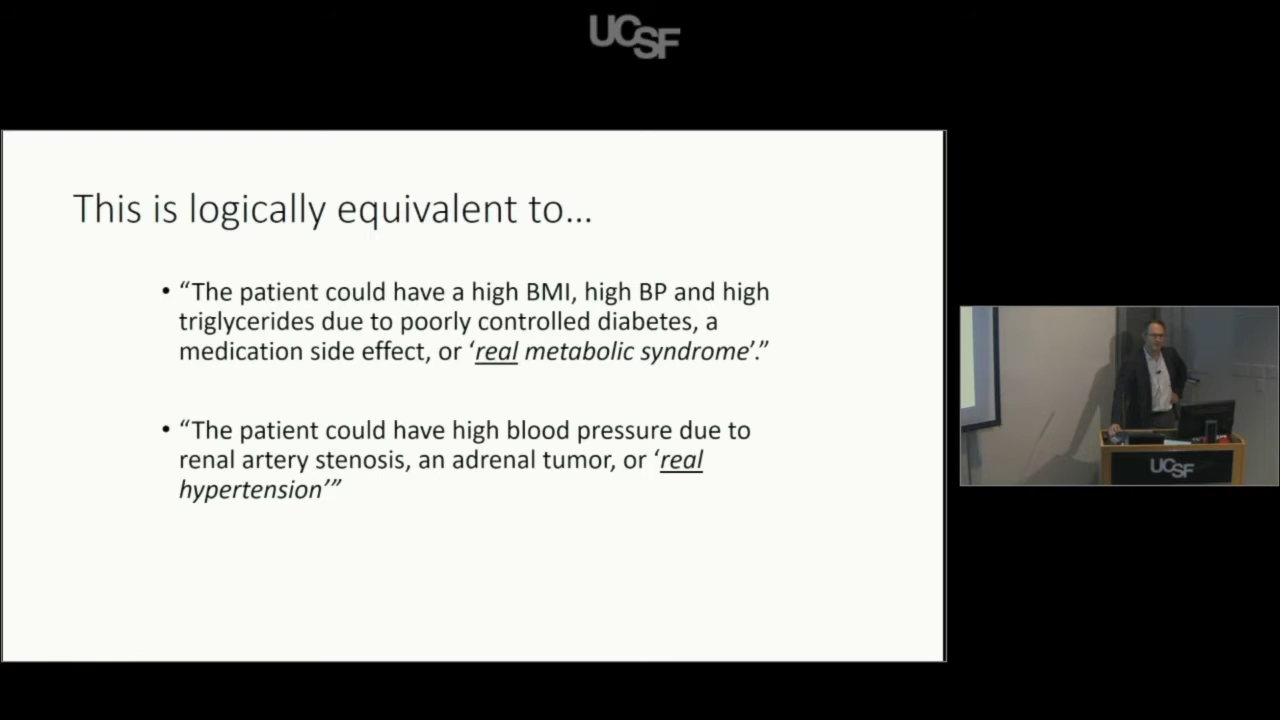 UCSF
This is logically equivalent to...
• “The patient could have a high BMI, high BP and high
triglycerides due to poorly controlled diabetes, a
medication side effect, or ‘real metabolic syndrome’.”
• “The patient could have high blood pressure due to
renal artery stenosis, an adrenal tumor, or ‘real
hypertension’”
UCSF